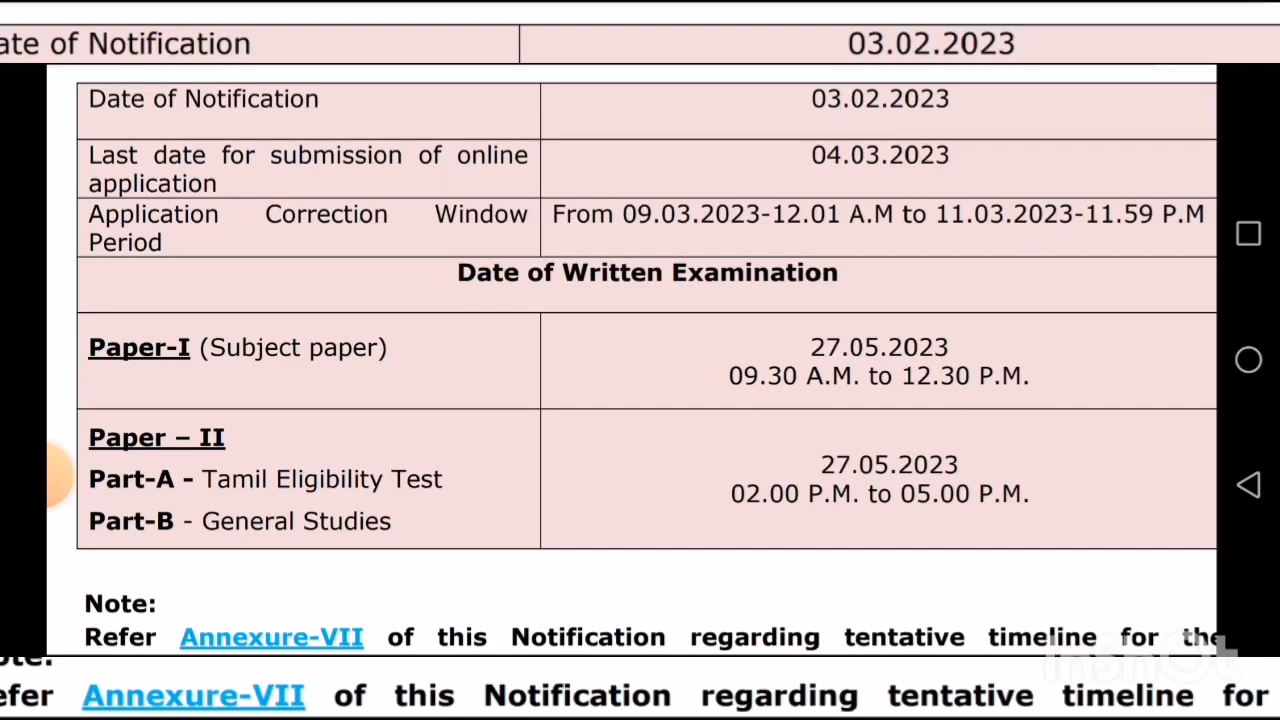 ate of Notification 03.02.2023
Date of Notification 03.02.2023
Last date for submission of online 04.03.2023
application
Application Correction Window From 09.03.2023-12.01 A.M to 11.03.2023-11.59 P.M
Period
Date of Written Examination
Paper-I (Subject paper) 27.05.2023
09.30 A.M. to 12.30 P.M.
Paper – II
Part-A - Tamil Eligibility Test
Part-B - General Studies
27.05.2023
02.00 P.M. to 05.00 P.M.
Note:
Refer Annexure-VII of this Notification regarding tentative timeline for the
InShot
ote:
efer Annexure-VII of this Notification regarding tentative timeline for